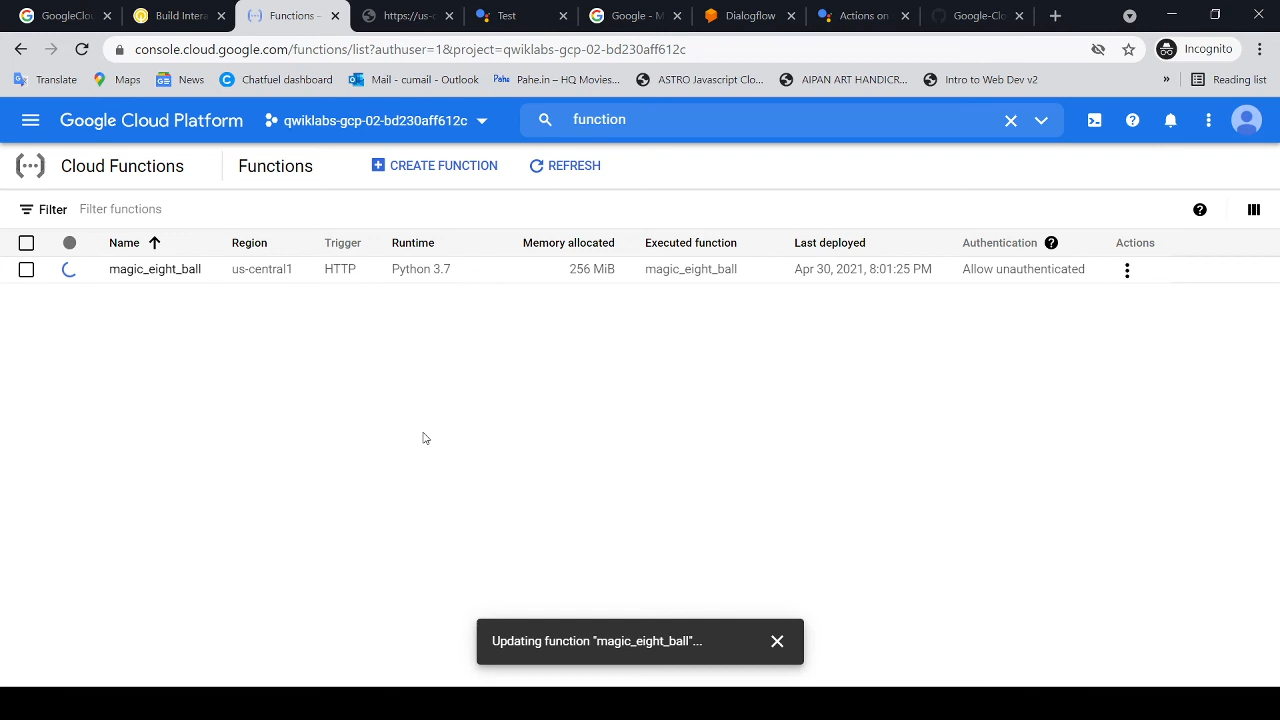 GoogleClou
Build Intera
Functions –
https://us-c
Test
Google - M
Dialogflow
Actions on
Google-Clo
console.cloud.google.com/functions/list?authuser=1&project=qwiklabs-gcp-02-bd230aff612c
Incognito
Translate
Maps
News
Chatfuel dashboard
Mail - cumail - Outlook
Pahe Pahe.in – HQ Movies...
ASTRO Javascript Clo...
AIPAN ART HANDICR...
Intro to Web Dev v2
»
Reading list
Google Cloud Platform
qwiklabs-gcp-02-bd230aff612c
function
Cloud Functions
Functions
CREATE FUNCTION
REFRESH
Filter
Filter functions
Name
Region
Trigger
Runtime
Memory allocated
Executed function
Last deployed
Authentication
Actions
magic_eight_ball
us-central1
HTTP
Python 3.7
256 MiB
magic_eight_ball
Apr 30, 2021, 8:01:25 PM
Allow unauthenticated
Updating function "magic_eight_ball"...